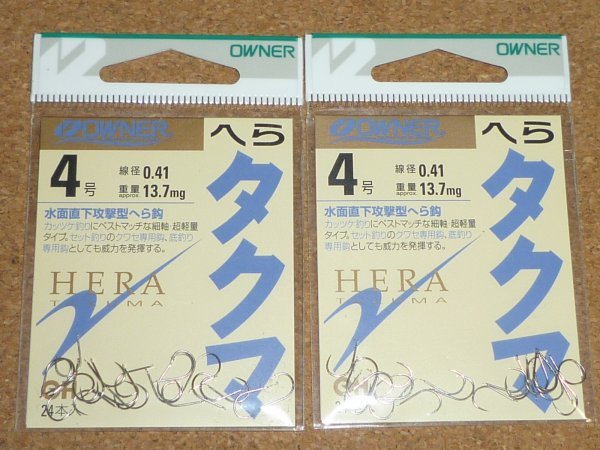 OWNER
OWNER
へら
タクマ
4号
線径 0.41
重量 approx. 13.7mg
水面直下攻撃型へら鈎
カッツケ釣りにベストマッチな細軸・超軽量
タイプ。セット釣りのクワセ専用鈎、底釣り
専用鈎としても威力を発揮する。
HERA
TAKUMA
24本入
OWNER
OWNER
へら
タクマ
4号
線径 0.41
重量 approx. 13.7mg
水面直下攻撃型へら鈎
カッツケ釣りにベストマッチな細軸・超軽量
タイプ。セット釣りのクワセ専用鈎、底釣り
専用鈎としても威力を発揮する。
HERA
TAKUMA